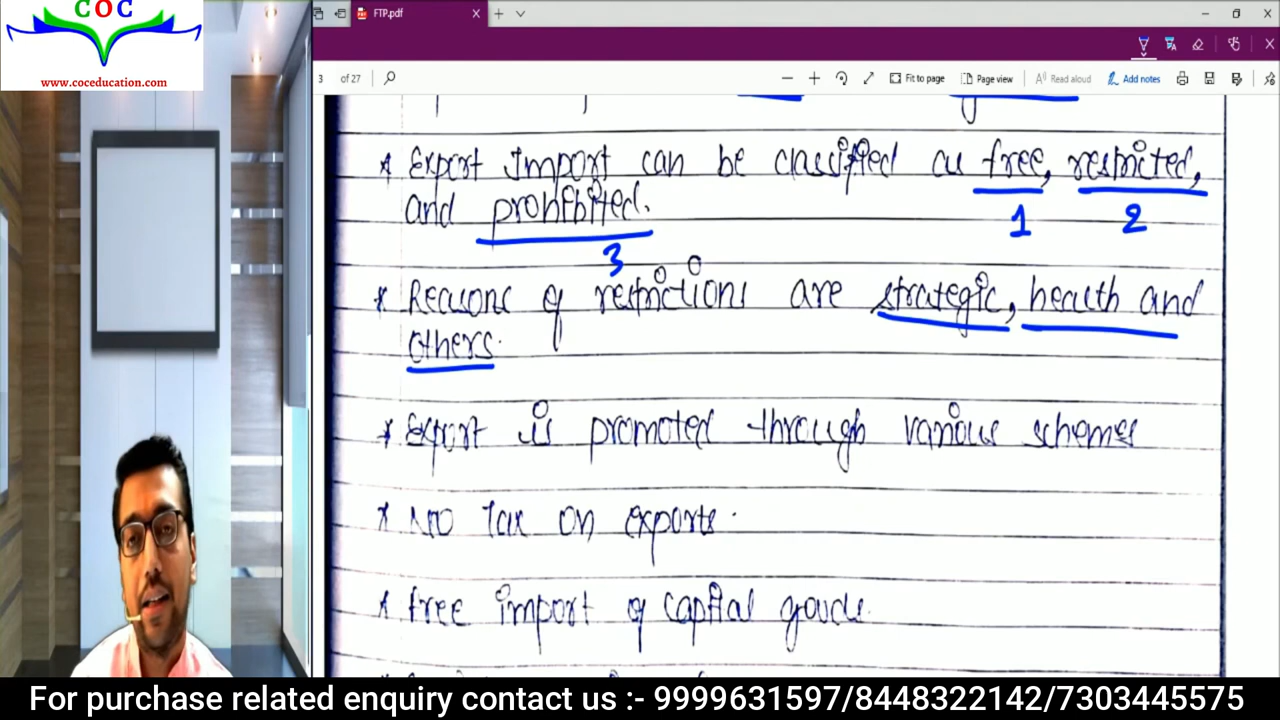 COC
www.coceducation.com
FTP.pdf
3 of 27
Fit to page
Page view
Read aloud
Add notes
* Export Import can be classified as free, restricted,
and prohibited.
1 2
3
* Reasons of restrictions are strategic, health and
others.
* Export is promoted through various schemes
* No Tax on exports.
* free import of capital goods.
For purchase related enquiry contact us :- 9999631597/8448322142/7303445575